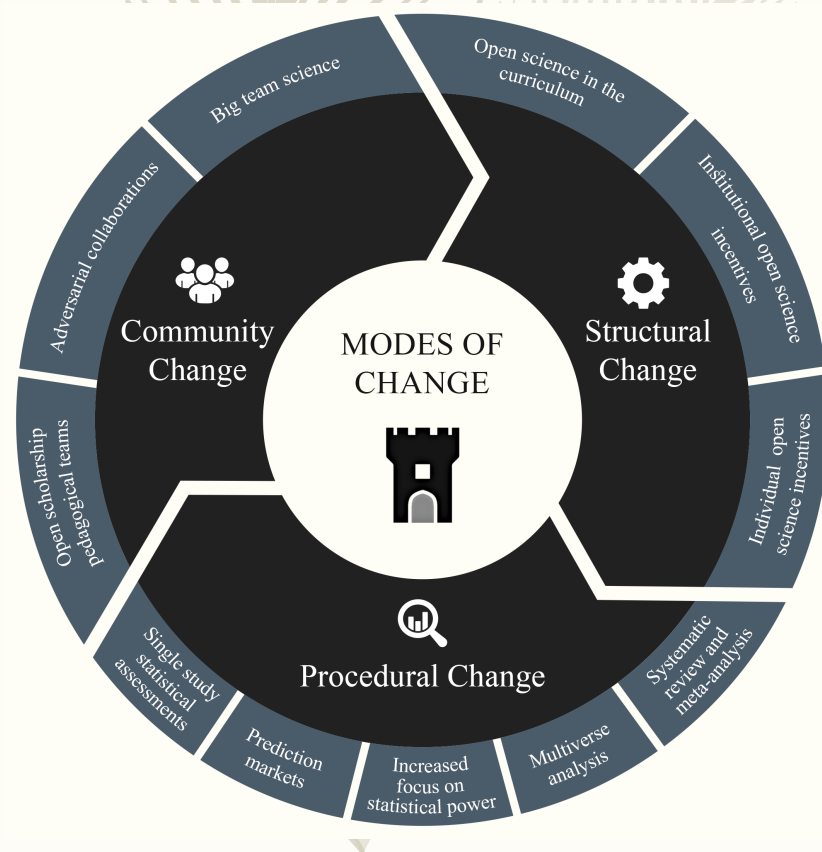 MODES OF
CHANGE
Structural
Change
Open science in the
curriculum
Institutional open science
incentives
Individual open
science incentives
Procedural Change
Systematic
review and
meta-analysis
Multiverse
analysis
Increased
focus on
statistical power
Prediction
markets
Single study
statistical
assessments
Community
Change
Open scholarship
pedagogical teams
Adversarial collaborations
Big team science